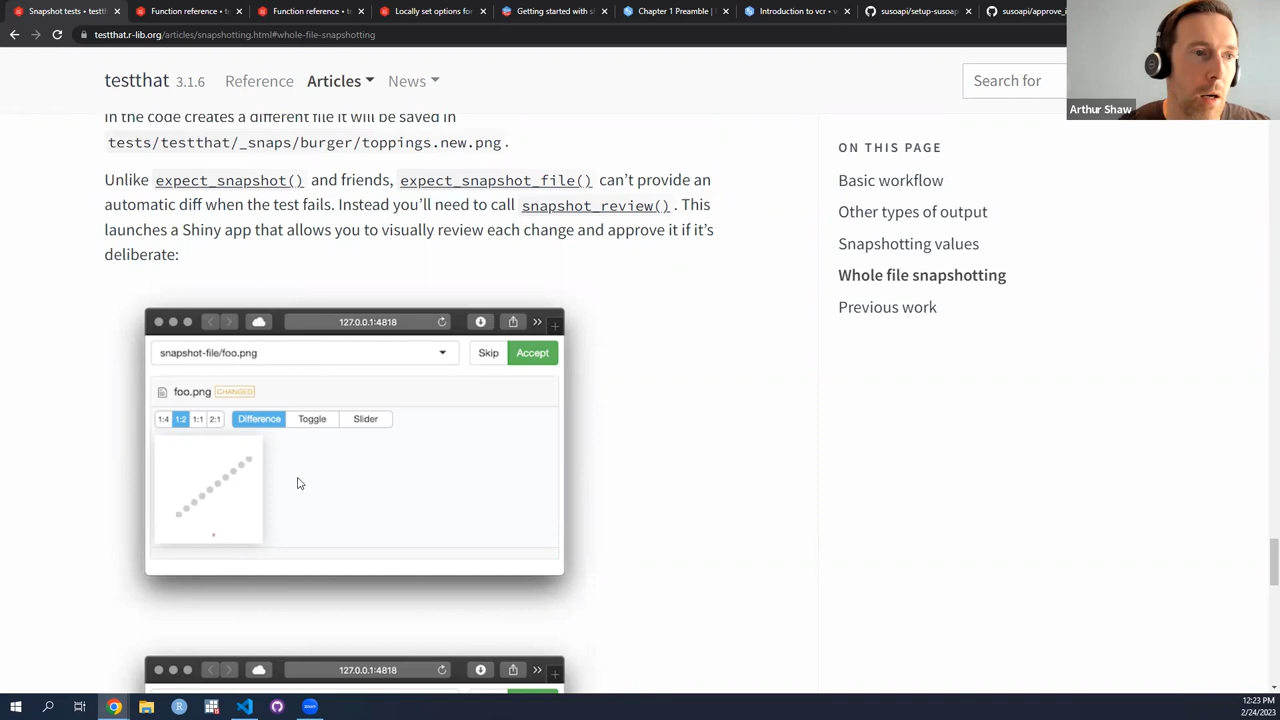 Snapshot tests • testth
Function reference • te
Function reference • te
Locally set options for
Getting started with sh
Chapter 1 Preamble |
Introduction to vcr • v
susoapi/setup-susoap
susoapi/approve_
testthat.r-lib.org/articles/snapshotting.html#whole-file-snapshotting
testthat 3.1.6 Reference Articles News
Search for
Arthur Shaw
in the code creates a different file it will be saved in
tests/testthat/_snaps/burger/toppings.new.png.
Unlike expect_snapshot() and friends, expect_snapshot_file() can’t provide an
automatic diff when the test fails. Instead you’ll need to call snapshot_review(). This
launches a Shiny app that allows you to visually review each change and approve it if it’s
deliberate:
127.0.0.1:4818
snapshot-file/foo.png
Skip
Accept
foo.png CHANGED
1:4 1:2 1:1 2:1 Difference Toggle Slider
127.0.0.1:4818
ON THIS PAGE
Basic workflow
Other types of output
Snapshotting values
Whole file snapshotting
Previous work
12:23 PM
2/24/2023